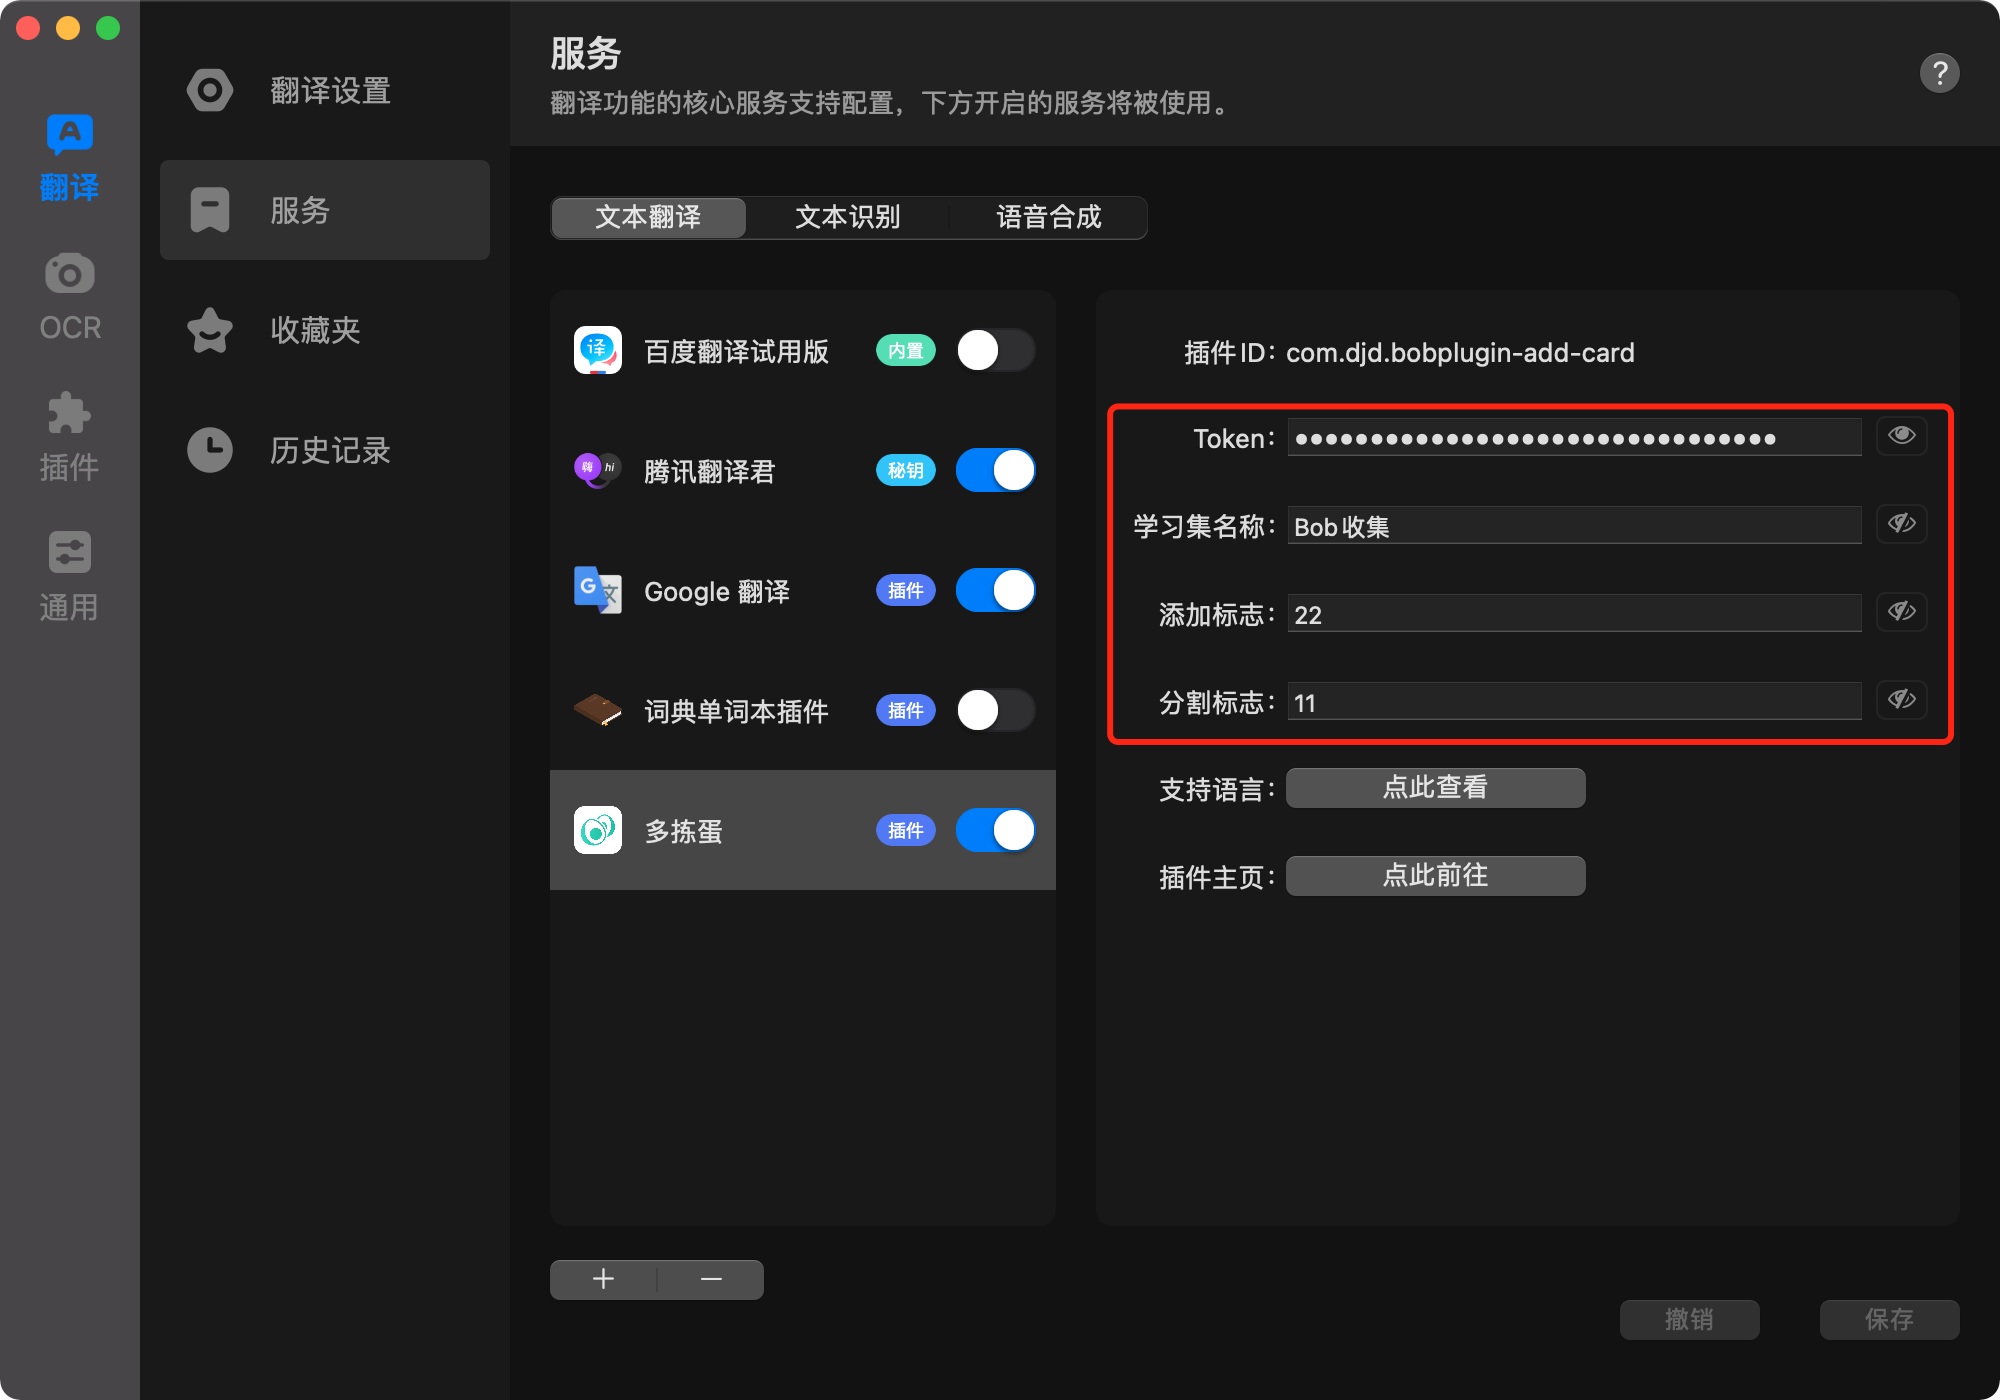 翻译
OCR
插件
通用
翻译设置
服务
收藏夹
历史记录
服务
翻译功能的核心服务支持配置，下方开启的服务将被使用。
?
文本翻译
文本识别
语音合成
译
百度翻译试用版
内置
嗨 hi
腾讯翻译君
秘钥
G 文
Google 翻译
插件
词典单词本插件
插件
多拣蛋
插件
插件 ID： com.djd.bobplugin-add-card
Token： ••••••••••••••••••••••••••••••••
学习集名称： Bob 收集
添加标志： 22
分割标志： 11
支持语言： 点此查看
插件主页： 点此前往
+ −
撤销
保存